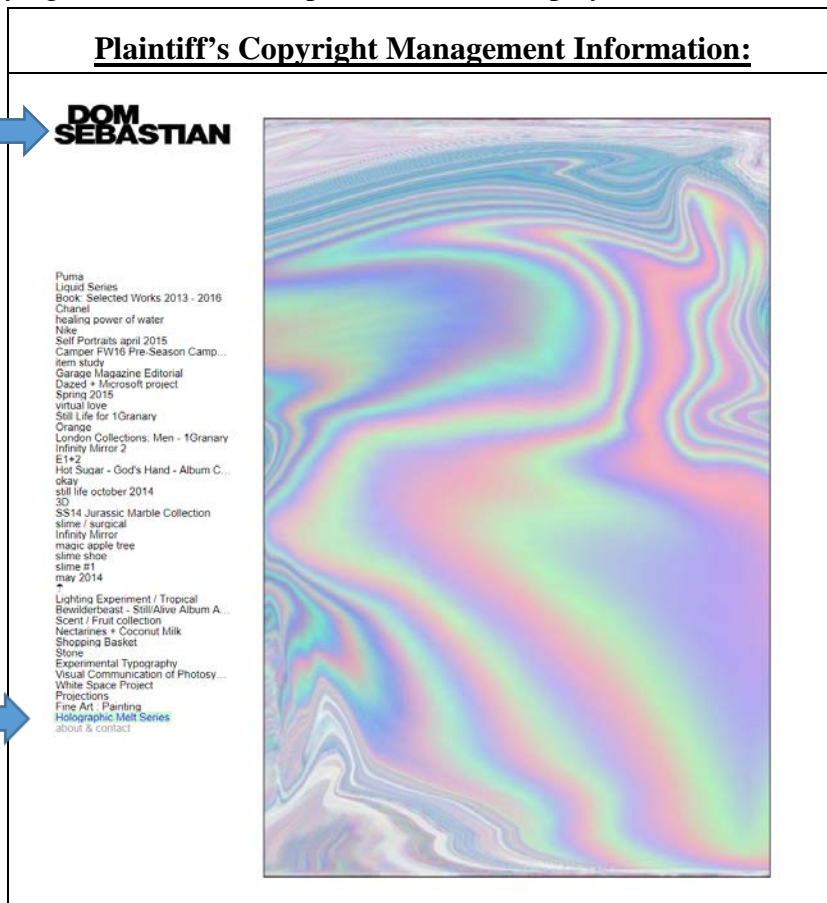 Plaintiff's Copyright Management Information:
DOM
SEBASTIAN
Puma
Liquid Series
Book: Selected Works 2013 - 2016
Chanel
healing power of water
Nike
Self Portraits april 2015
Camper FW16 Pre-Season Camp...
item study
Garage Magazine Editorial
Dazed + Microsoft project
Spring 2015
virtual love
Still Life for 1Granary
Orange
London Collections: Men - 1Granary
Infinity Mirror 2
E1+2
Hot Sugar - God's Hand - Album C...
okay
still life october 2014
3D
SS14 Jurassic Marble Collection
slime / surgical
Infinity Mirror
magic apple tree
slime shoe
slime #1
may 2014
Lighting Experiment / Tropical
Bewilderbeast - Still/Alive Album A...
Scent / Fruit collection
Nectarines + Coconut Milk
Shopping Basket
Stone
Experimental Typography
Visual Communication of Photosy...
White Space Project
Projections
Fine Art : Painting
Holographic Melt Series
about & contact